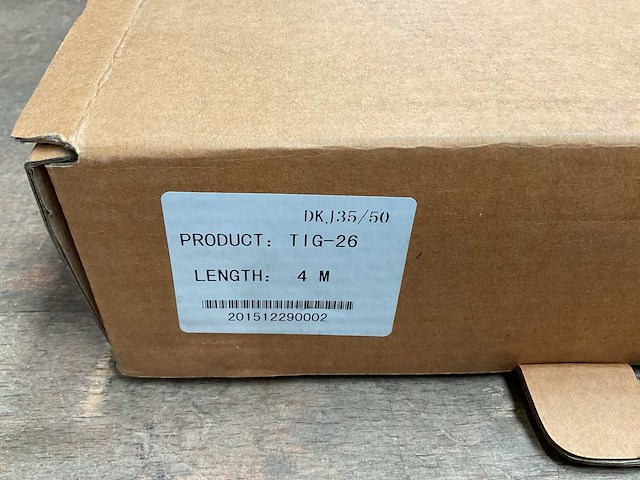 DKJ35/50
PRODUCT: TIG-26
LENGTH: 4 M
201512290002